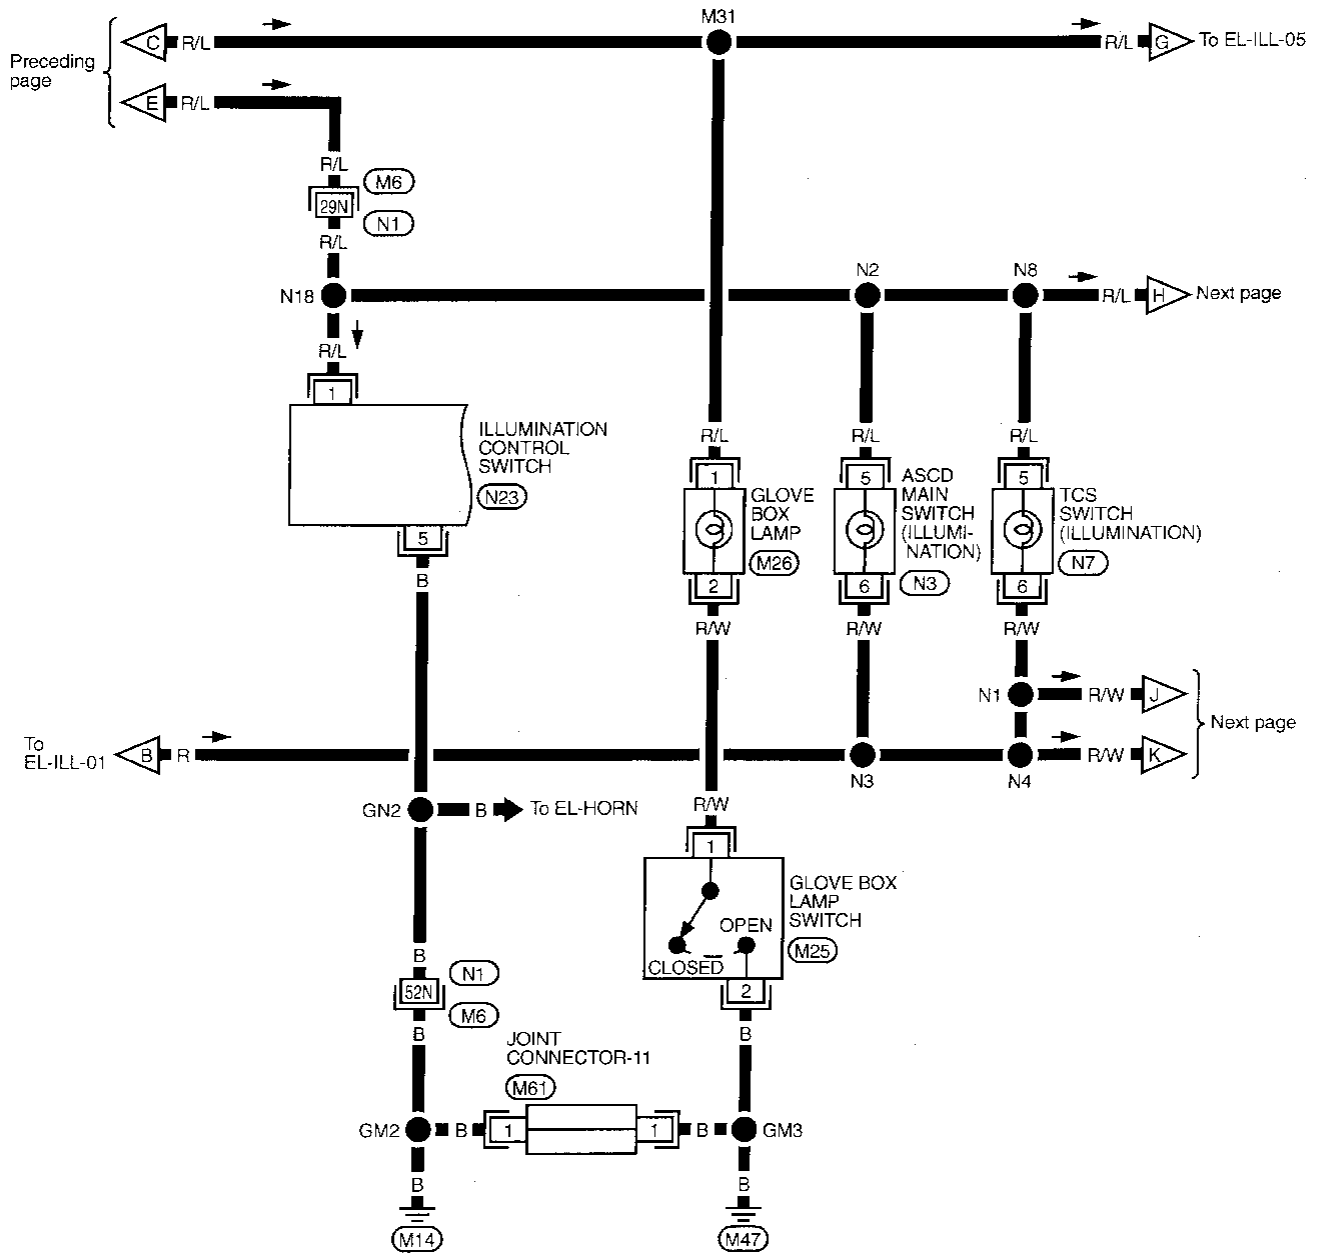 M31
Preceding
page
C R/L
R/L G To EL-ILL-05
E R/L
R/L
M6
29N
N1
R/L
N18
N2
N8
R/L H Next page
R/L
1
ILLUMINATION
CONTROL
SWITCH
N23
5
B
R/L
1
GLOVE
BOX
LAMP
M26
2
R/W
R/L
5
ASCD
MAIN
SWITCH
(ILLUMI-
NATION)
N3
6
R/W
R/L
5
TCS
SWITCH
(ILLUMINATION)
N7
6
R/W
N1 R/W J
Next page
To
EL-ILL-01
B R
N3
N4
R/W K
GN2 B To EL-HORN
R/W
1
GLOVE BOX
LAMP
SWITCH
M25
OPEN
CLOSED
2
B
B
N1
52N
M6
B
JOINT
CONNECTOR-11
M61
GM2 B 1 1 B GM3
B
B
M14
M47